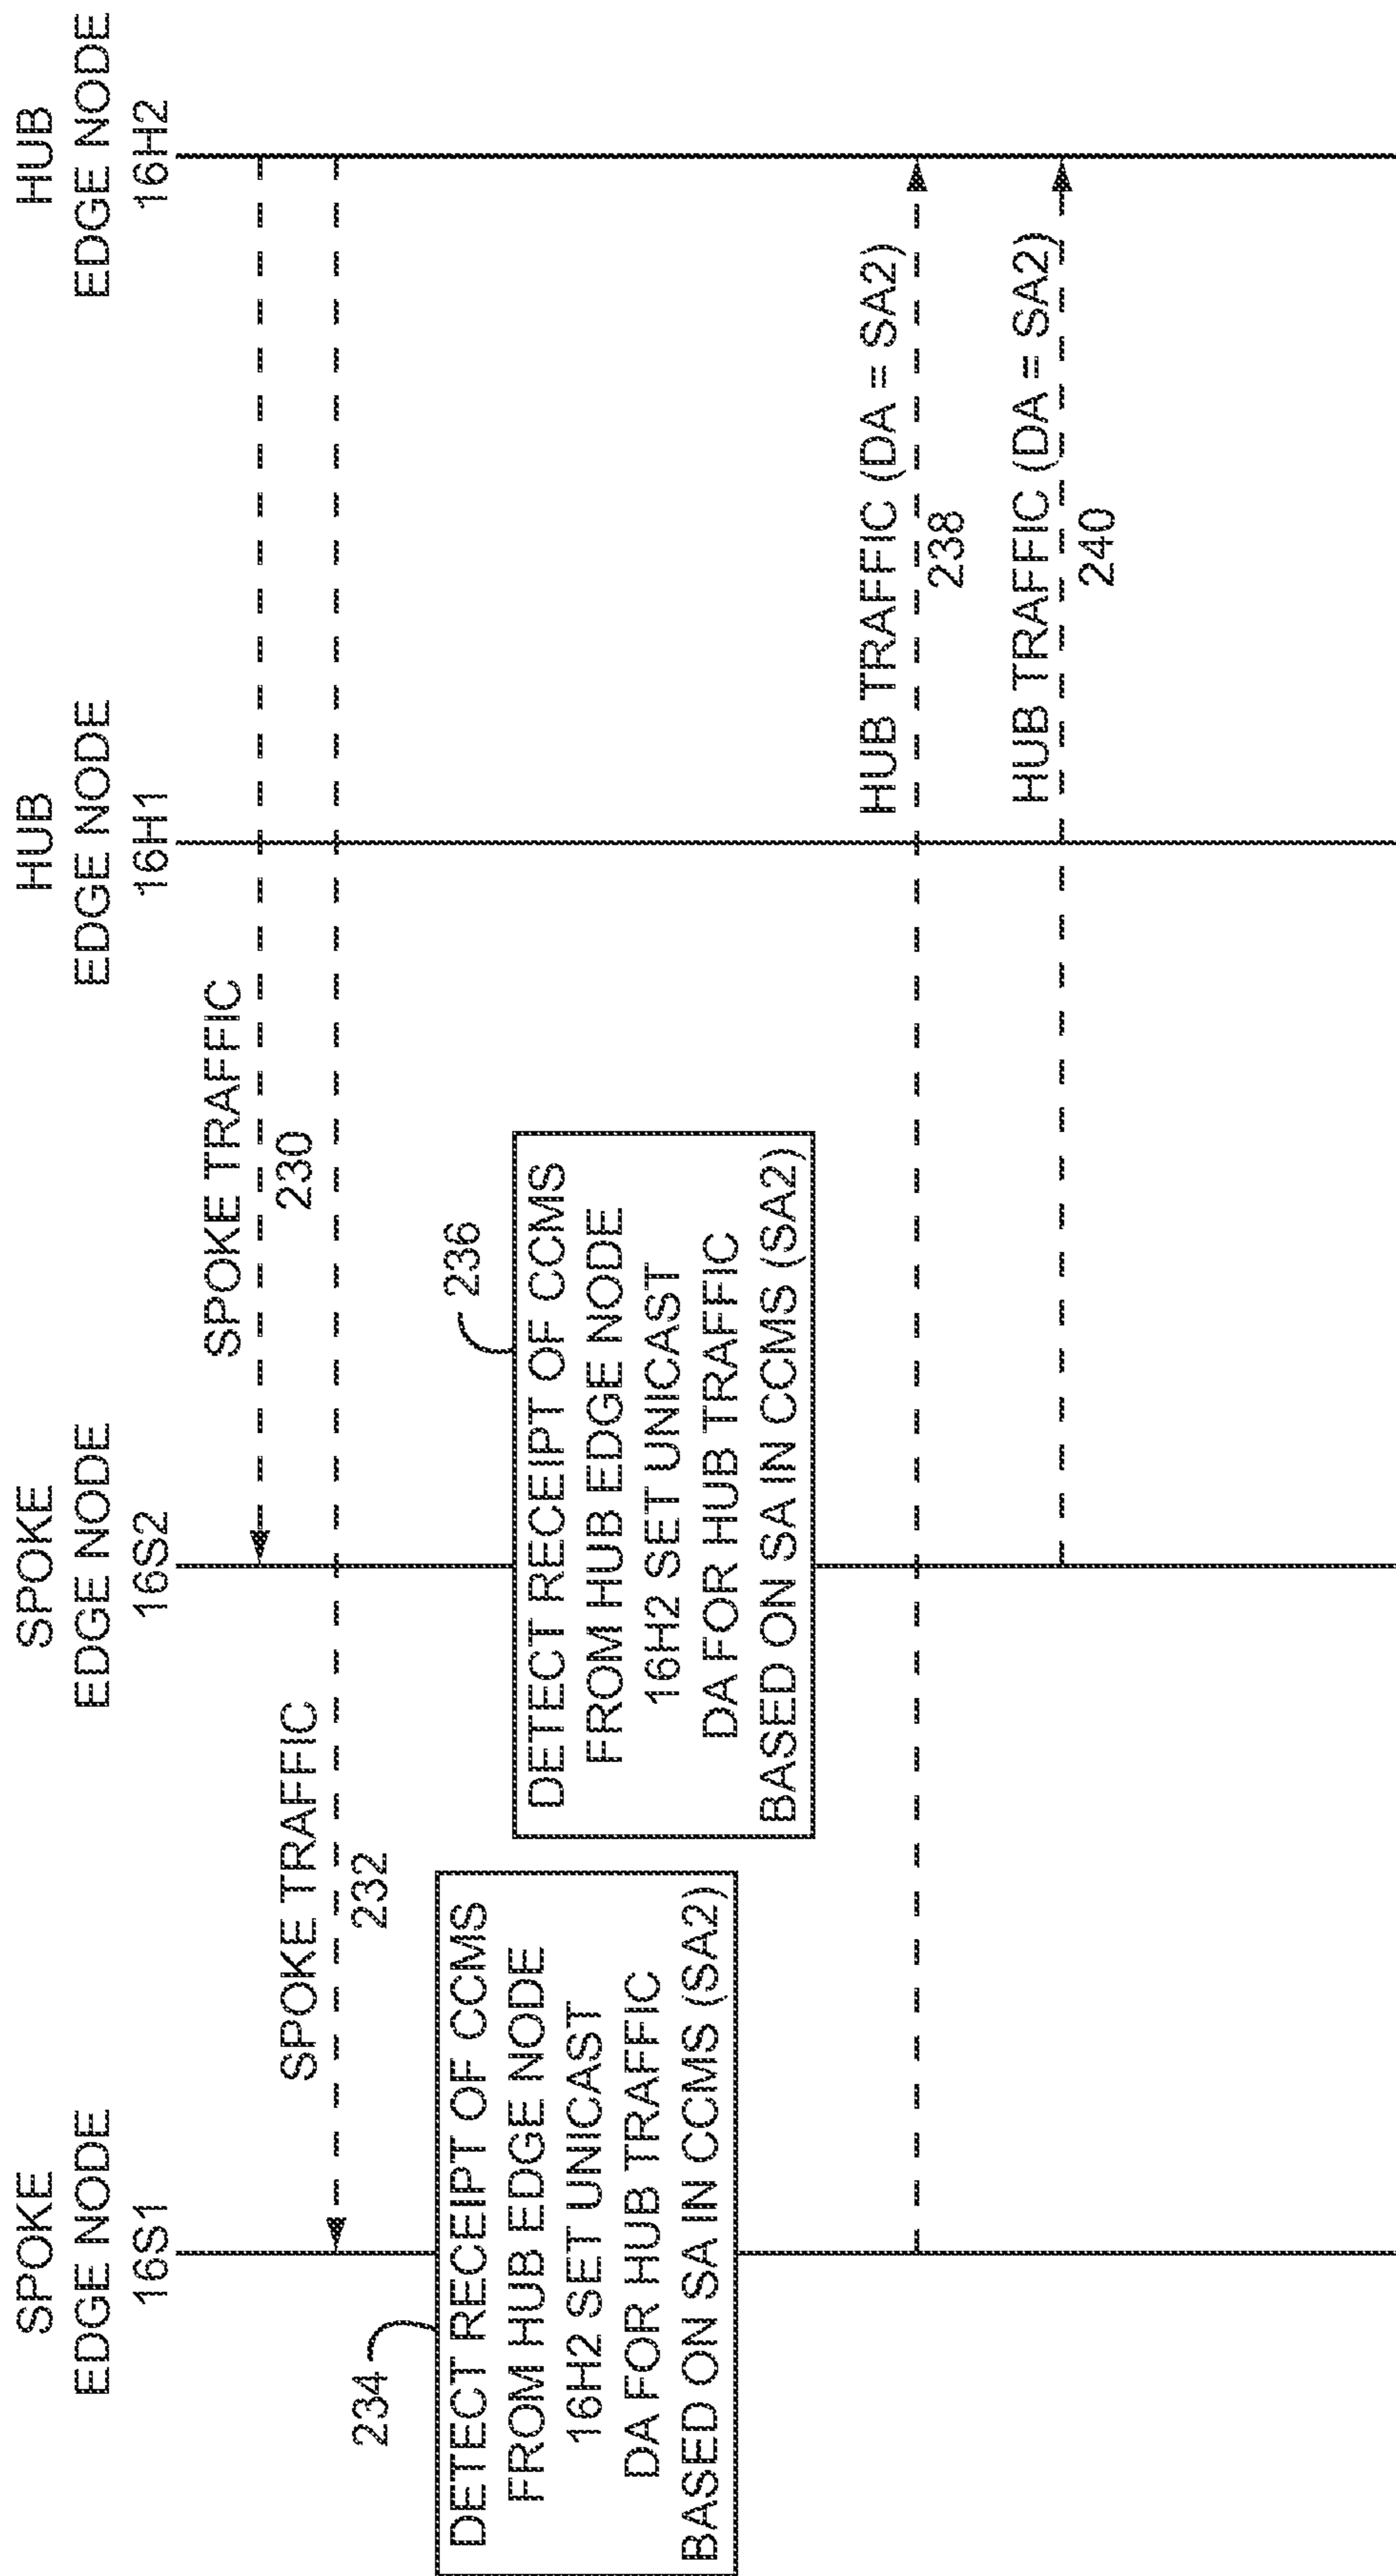 SPOKE
EDGE NODE
16S1
SPOKE
EDGE NODE
16S2
HUB
EDGE NODE
16H1
HUB
EDGE NODE
16H2
SPOKE TRAFFIC
230
SPOKE TRAFFIC
232
234
DETECT RECEIPT OF CCMS
FROM HUB EDGE NODE
16H2 SET UNICAST
DA FOR HUB TRAFFIC
BASED ON SA IN CCMS (SA2)
236
DETECT RECEIPT OF CCMS
FROM HUB EDGE NODE
16H2 SET UNICAST
DA FOR HUB TRAFFIC
BASED ON SA IN CCMS (SA2)
HUB TRAFFIC (DA = SA2)
238
HUB TRAFFIC (DA = SA2)
240